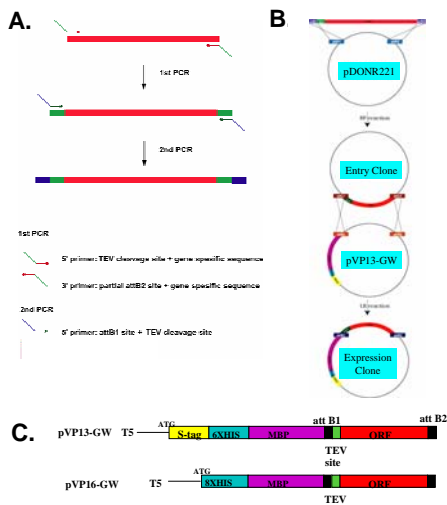 A.
1st PCR
2nd PCR
1st PCR
5' primer: TEV cleavage site + gene specific sequence
3' primer: partial attB2 + gene specific sequence
2nd PCR
5' primer: attB1 site + TEV cleavage site
B.
pDONR221
BP reaction
Entry Clone
pVP13-GW
LR reaction
Expression
Clone
C.
pVP13-GW T5 ATG S-tag 6XHIS MBP att B1 ORF att B2
TEV
site
pVP16-GW T5 ATG 8XHIS MBP ORF
TEV